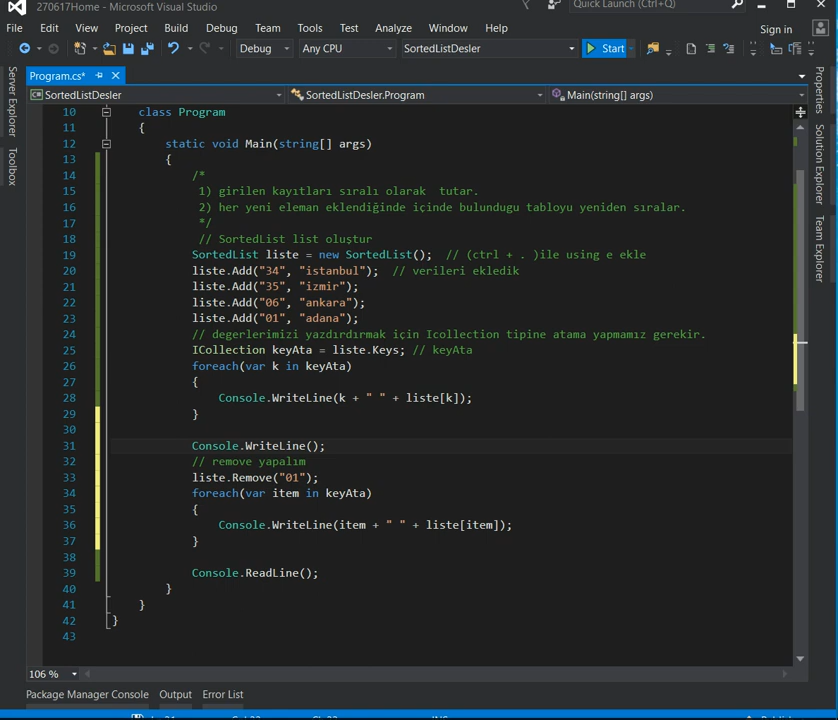 270617Home - Microsoft Visual Studio
Quick Launch (Ctrl+Q)
File Edit View Project Build Debug Team Tools Test Analyze Window Help
Sign in
Debug Any CPU SortedListDesler Start
Program.cs*
SortedListDesler SortedListDesler.Program Main(string[] args)
Server Explorer
Toolbox
Properties
Solution Explorer
Team Explorer
10 class Program
11 {
12 static void Main(string[] args)
13 {
14 /*
15 1) girilen kayıtları sıralı olarak  tutar.
16 2) her yeni eleman eklendiğinde içinde bulundugu tabloyu yeniden sıralar.
17 */
18 // SortedList list oluştur
19 SortedList liste = new SortedList();  // (ctrl + . )ile using e ekle
20 liste.Add("34", "istanbul");  // verileri ekledik
21 liste.Add("35", "izmir");
22 liste.Add("06", "ankara");
23 liste.Add("01", "adana");
24 // degerlerimizi yazdırdırmak için Icollection tipine atama yapmamız gerekir.
25 ICollection keyAta = liste.Keys; // keyAta
26 foreach(var k in keyAta)
27 {
28 Console.WriteLine(k + " " + liste[k]);
29 }
30
31 Console.WriteLine();
32 // remove yapalım
33 liste.Remove("01");
34 foreach(var item in keyAta)
35 {
36 Console.WriteLine(item + " " + liste[item]);
37 }
38
39 Console.ReadLine();
40 }
41 }
42 }
43
106 %
Package Manager Console Output Error List